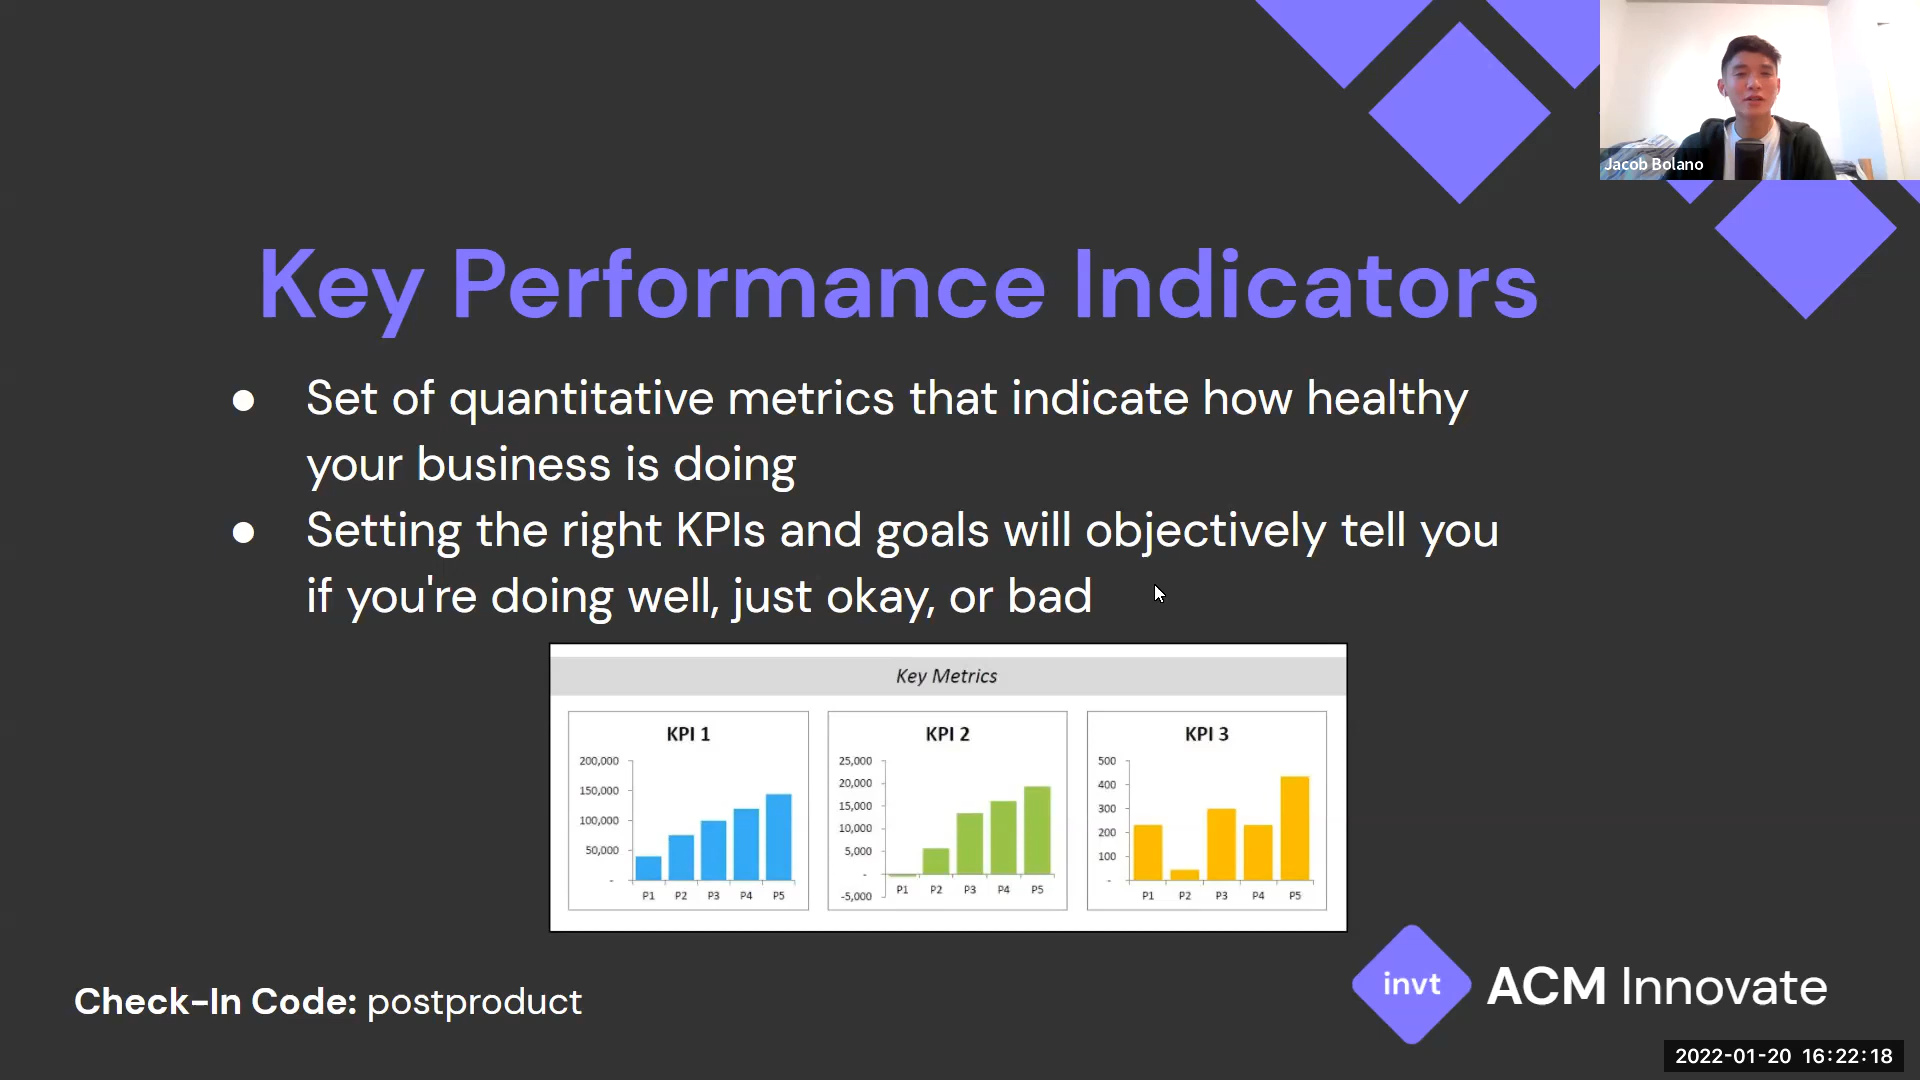 Jacob Bolano
Key Performance Indicators
● Set of quantitative metrics that indicate how healthy
your business is doing
● Setting the right KPIs and goals will objectively tell you
if you're doing well, just okay, or bad
Key Metrics
KPI 1
200,000
150,000
100,000
50,000
-
P1 P2 P3 P4 P5
KPI 2
25,000
20,000
15,000
10,000
5,000
-
-5,000
P1 P2 P3 P4 P5
KPI 3
500
400
300
200
100
-
P1 P2 P3 P4 P5
Check-In Code: postproduct
invt ACM Innovate
2022-01-20 16:22:18